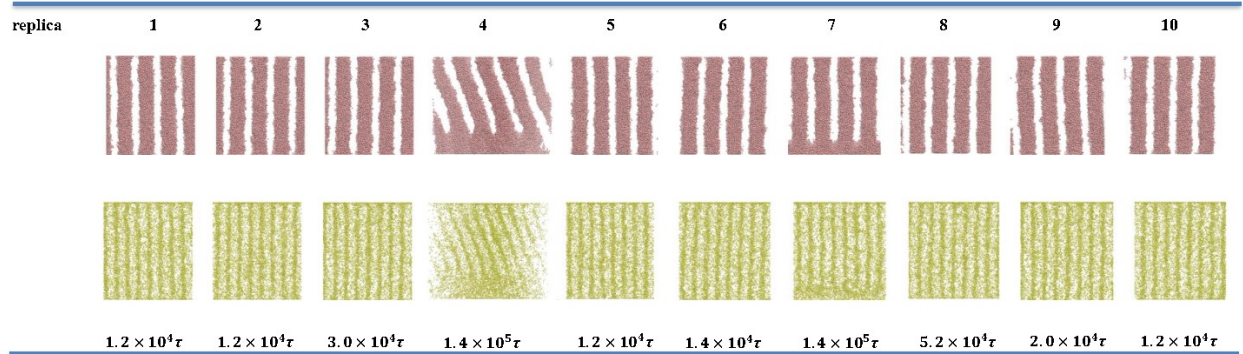 replica 1 2 3 4 5 6 7 8 9 10
1.2 × 10⁴τ 1.2 × 10⁴τ 3.0 × 10⁴τ 1.4 × 10⁵τ 1.2 × 10⁴τ 1.4 × 10⁴τ 1.4 × 10⁵τ 5.2 × 10⁴τ 2.0 × 10⁴τ 1.2 × 10⁴τ